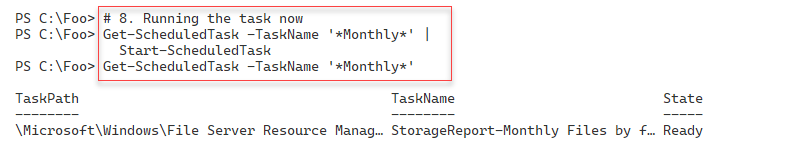 PS C:\Foo> # 8. Running the task now
PS C:\Foo> Get-ScheduledTask -TaskName '*Monthly*' |
Start-ScheduledTask
PS C:\Foo> Get-ScheduledTask -TaskName '*Monthly*'
TaskPath TaskName State
-------- -------- -----
\Microsoft\Windows\File Server Resource Manag… StorageReport-Monthly Files by f… Ready